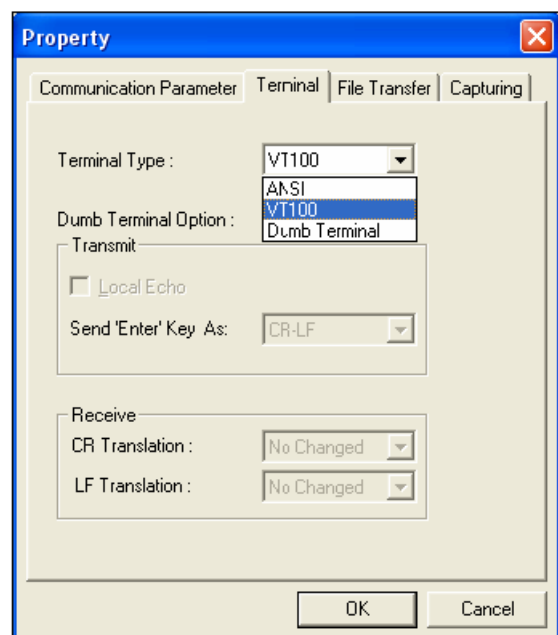 Property
Communication Parameter Terminal File Transfer Capturing
Terminal Type : VT100
ANSI
VT100
Dumb Terminal
Dumb Terminal Option :
Transmit
Local Echo
Send 'Enter' Key As: CR-LF
Receive
CR Translation : No Changed
LF Translation : No Changed
OK Cancel